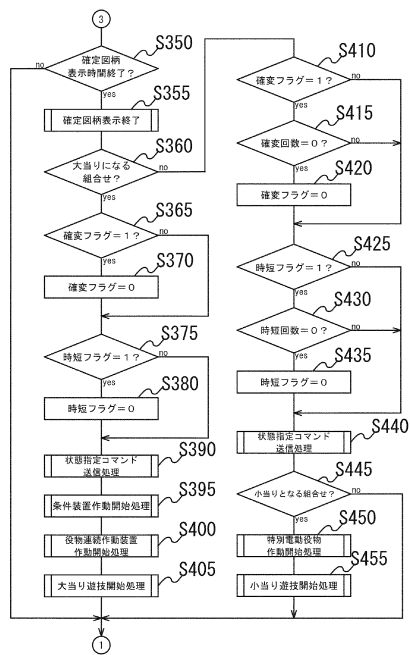 3
S350
確定図柄
表示時間終了？
no
yes
S355
確定図柄表示終了
S360
大当りになる
組合せ？
no
yes
S365
確変フラグ＝1？
no
yes
S370
確変フラグ＝0
S375
時短フラグ＝1？
no
yes
S380
時短フラグ＝0
S390
状態指定コマンド
送信処理
S395
条件装置作動開始処理
S400
役物連続作動装置
作動開始処理
S405
大当り遊技開始処理
1
S410
確変フラグ＝1？
no
yes
S415
確変回数＝0？
no
yes
S420
確変フラグ＝0
S425
時短フラグ＝1？
no
yes
S430
時短回数＝0？
no
yes
S435
時短フラグ＝0
S440
状態指定コマンド
送信処理
S445
小当りとなる組合せ？
no
yes
S450
特別電動役物
作動開始処理
S455
小当り遊技開始処理